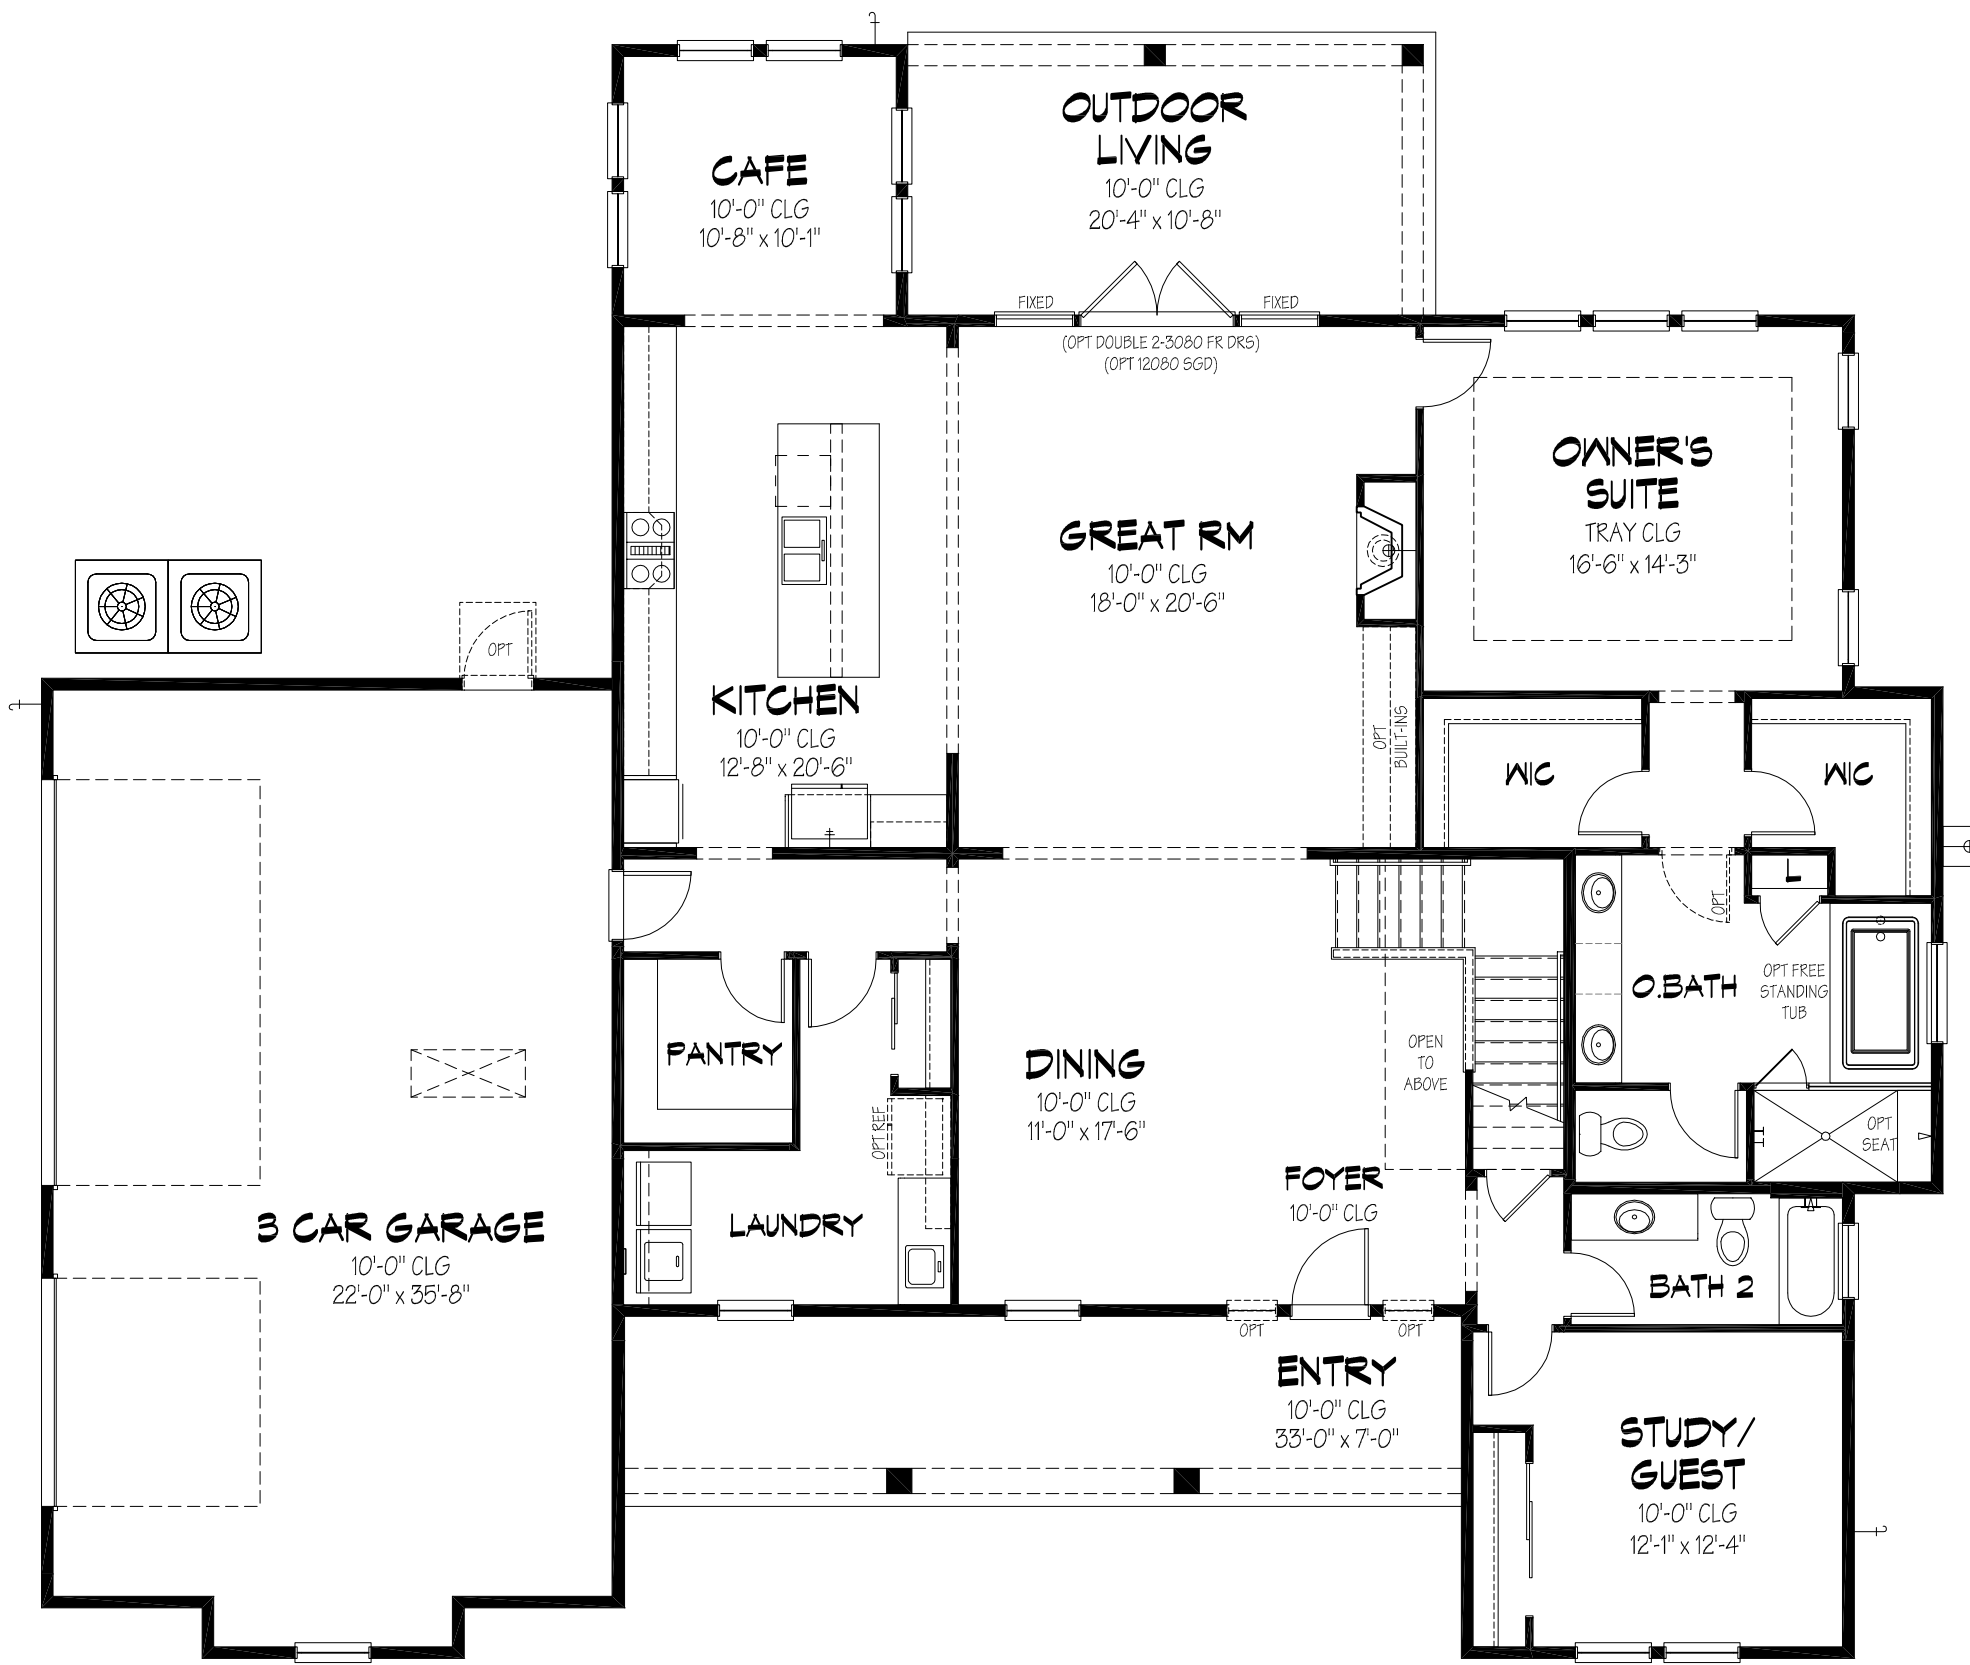 OUTDOOR
LIVING
10'-0" CLG
20'-4" x 10'-8"
CAFE
10'-0" CLG
10'-8" x 10'-1"
FIXED
FIXED
(OPT DOUBLE 2-3080 FR DRS)
(OPT 12080 SGD)
OWNER'S
SUITE
TRAY CLG
16'-6" x 14'-3"
GREAT RM
10'-0" CLG
18'-0" x 20'-6"
OPT
KITCHEN
10'-0" CLG
12'-8" x 20'-6"
OPT
BUILT-INS
WIC
WIC
L
OPT
O.BATH
OPT FREE
STANDING
TUB
PANTRY
DINING
10'-0" CLG
11'-0" x 17'-6"
OPEN
TO
ABOVE
OPT REF
OPT
SEAT
FOYER
10'-0" CLG
3 CAR GARAGE
10'-0" CLG
22'-0" x 35'-8"
LAUNDRY
BATH 2
OPT
OPT
ENTRY
10'-0" CLG
33'-0" x 7'-0"
STUDY/
GUEST
10'-0" CLG
12'-1" x 12'-4"